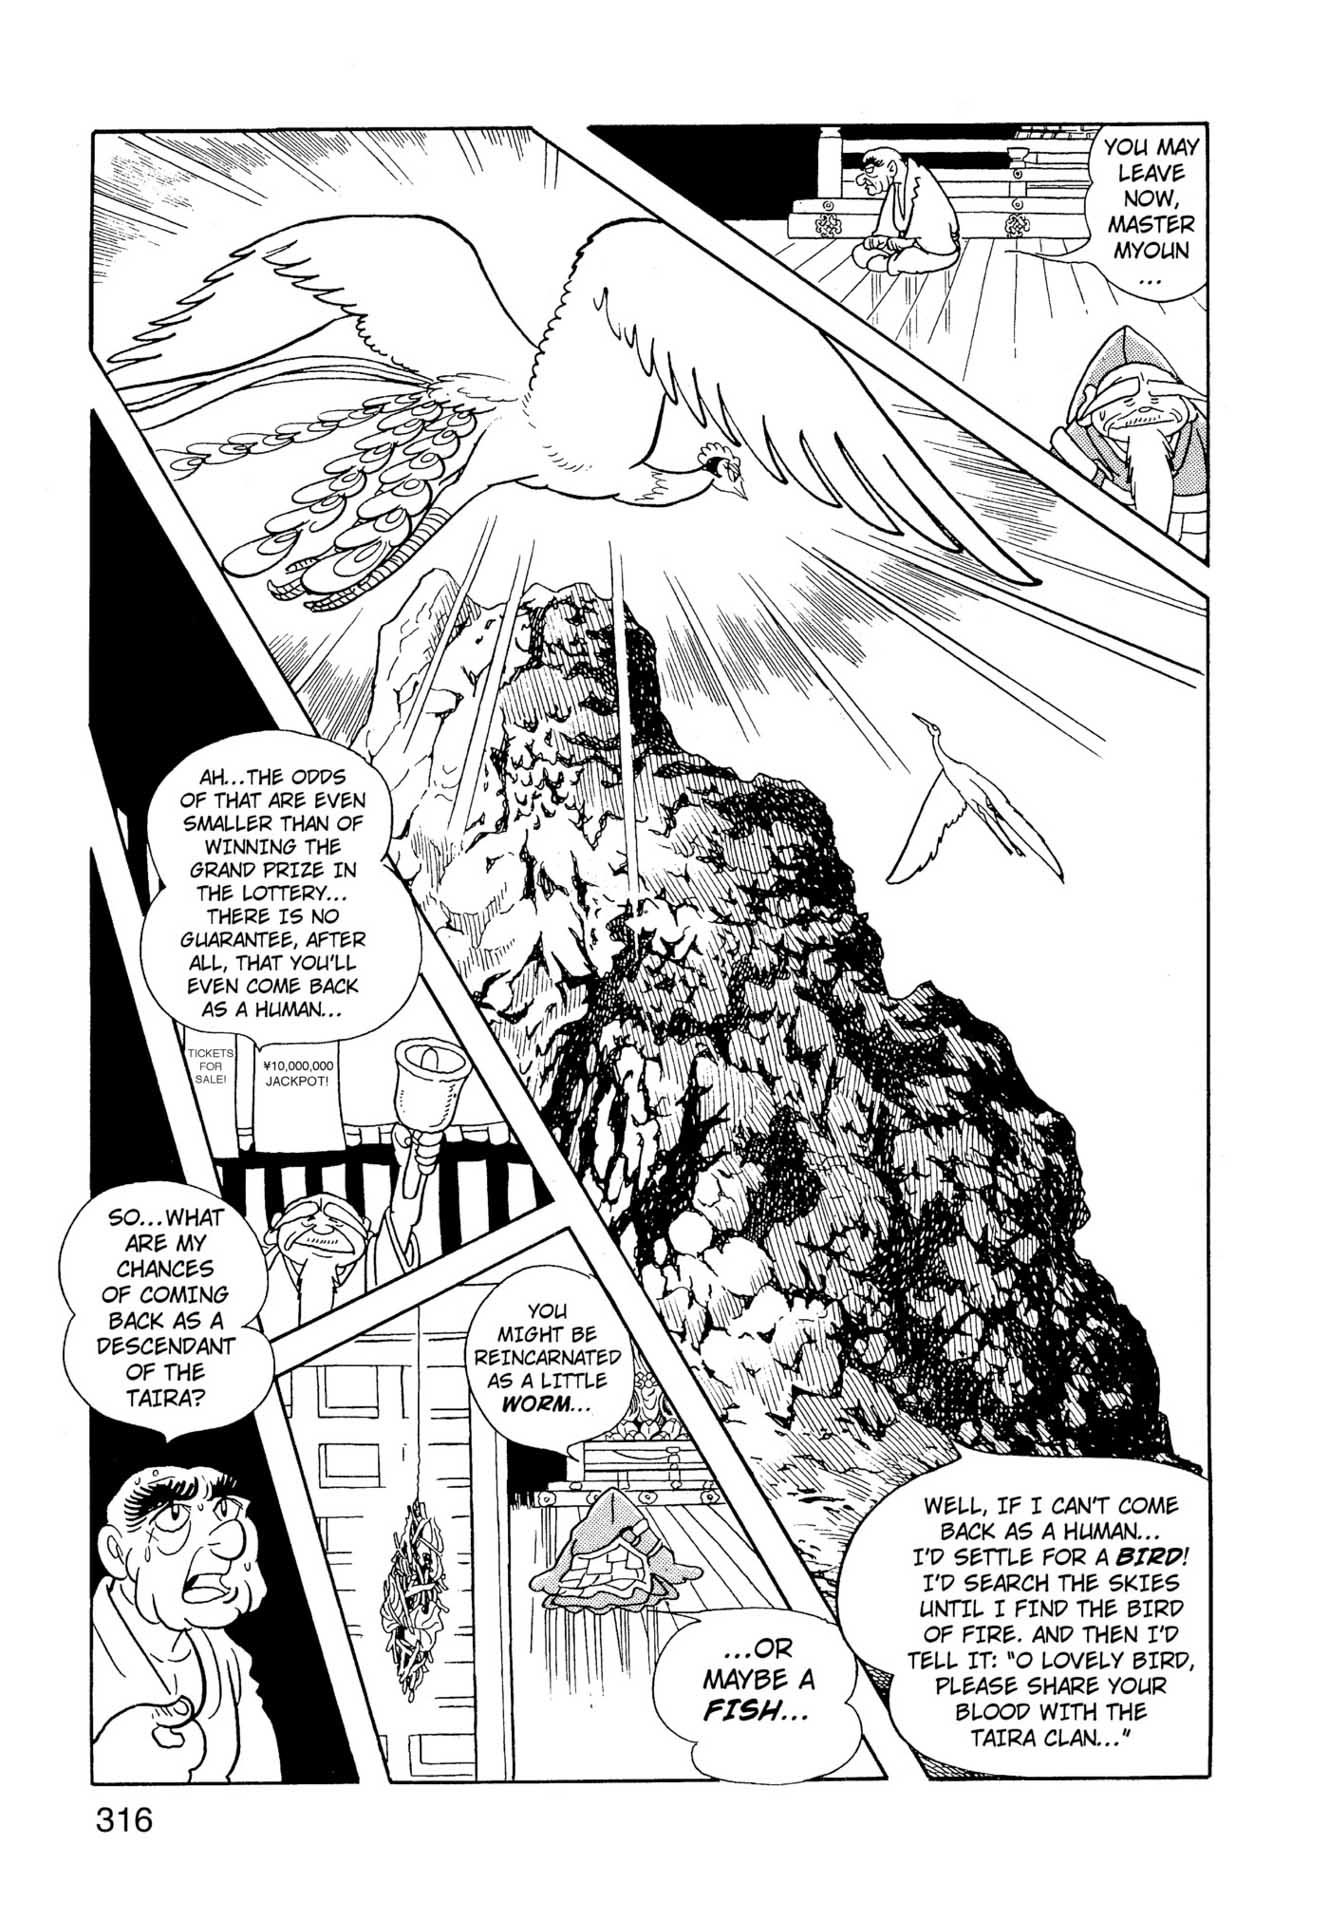 SO...WHAT
ARE MY
CHANCES
OF COMING
BACK AS A
DESCENDANT
OF THE
TAIRA?
AH...THE ODDS
OF THAT ARE EVEN
SMALLER THAN OF
WINNING THE
GRAND PRIZE IN
THE LOTTERY...
THERE IS NO
GUARANTEE, AFTER
ALL, THAT YOU'LL
EVEN COME BACK
AS A HUMAN...
TICKETS
FOR
SALE!
¥10,000,000
JACKPOT!
YOU
MIGHT BE
REINCARNATED
AS A LITTLE
WORM...
...OR
MAYBE A
FISH...
WELL, IF I CAN'T COME
BACK AS A HUMAN...
I'D SETTLE FOR A BIRD!
I'D SEARCH THE SKIES
UNTIL I FIND THE BIRD
OF FIRE. AND THEN I'D
TELL IT: "O LOVELY BIRD,
PLEASE SHARE YOUR
BLOOD WITH THE
TAIRA CLAN..."
YOU MAY
LEAVE
NOW,
MASTER
MYOUN
...
316